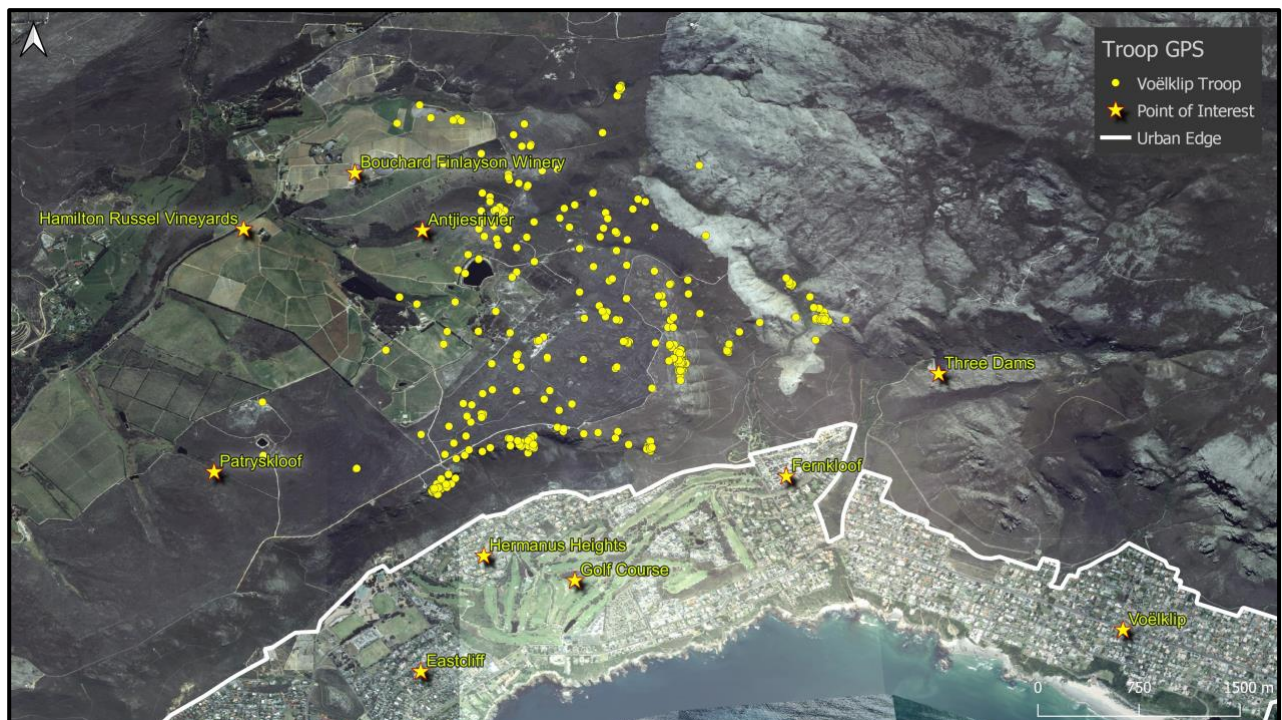 Troop GPS
Voëlklip Troop
Point of Interest
Urban Edge
Bouchard Finlayson Winery
Hamilton Russel Vineyards
Antjiesrivier
Three Dams
Patryskloof
Fernkloof
Hermanus Heights
Golf Course
Voëlklip
Eastcliff
0 750 1500 m